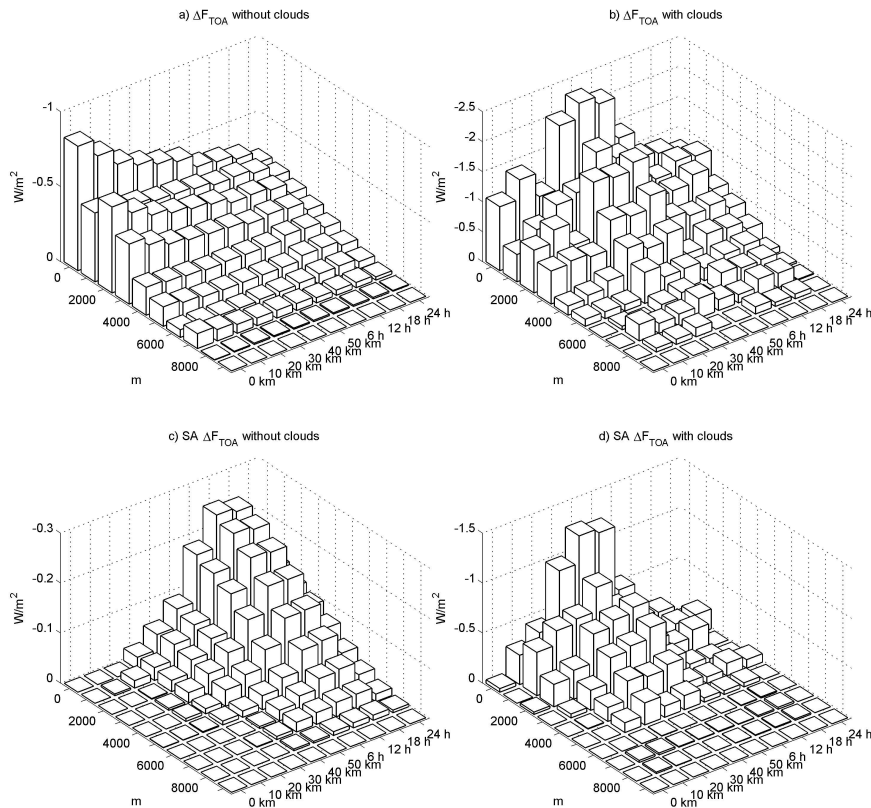 a) ΔF_TOA without clouds
-1
-0.5
0
W/m²
0
2000
4000
6000
8000
m
0 km
10 km
20 km
30 km
40 km
50 km
6 h
12 h
18 h
24 h
b) ΔF_TOA with clouds
-2.5
-2
-1.5
-1
-0.5
0
W/m²
0
2000
4000
6000
8000
m
0 km
10 km
20 km
30 km
40 km
50 km
6 h
12 h
18 h
24 h
c) SA ΔF_TOA without clouds
-0.3
-0.2
-0.1
0
W/m²
0
2000
4000
6000
8000
m
0 km
10 km
20 km
30 km
40 km
50 km
6 h
12 h
18 h
24 h
d) SA ΔF_TOA with clouds
-1.5
-1
-0.5
0
W/m²
0
2000
4000
6000
8000
m
0 km
10 km
20 km
30 km
40 km
50 km
6 h
12 h
18 h
24 h